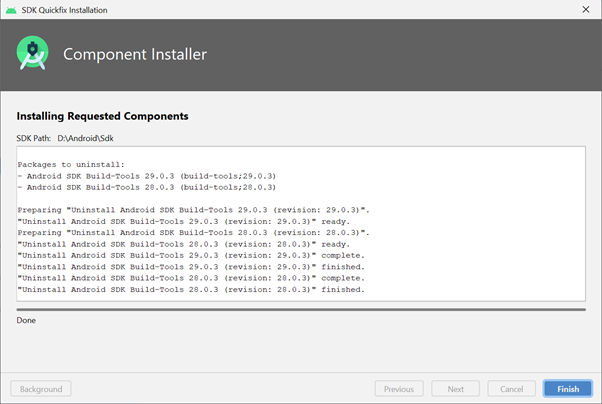 SDK Quickfix Installation
Component Installer
Installing Requested Components
SDK Path: D:\Android\Sdk
Packages to uninstall:
- Android SDK Build-Tools 29.0.3 (build-tools;29.0.3)
- Android SDK Build-Tools 28.0.3 (build-tools;28.0.3)
Preparing "Uninstall Android SDK Build-Tools 29.0.3 (revision: 29.0.3)".
"Uninstall Android SDK Build-Tools 29.0.3 (revision: 29.0.3)" ready.
Preparing "Uninstall Android SDK Build-Tools 28.0.3 (revision: 28.0.3)".
"Uninstall Android SDK Build-Tools 28.0.3 (revision: 28.0.3)" ready.
"Uninstall Android SDK Build-Tools 29.0.3 (revision: 29.0.3)" complete.
"Uninstall Android SDK Build-Tools 29.0.3 (revision: 29.0.3)" finished.
"Uninstall Android SDK Build-Tools 28.0.3 (revision: 28.0.3)" complete.
"Uninstall Android SDK Build-Tools 28.0.3 (revision: 28.0.3)" finished.
Done
Background Previous Next Cancel Finish